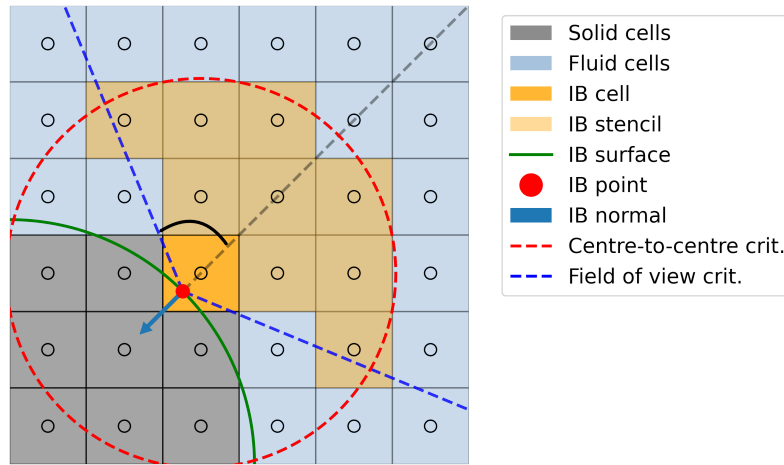 Solid cells
Fluid cells
IB cell
IB stencil
IB surface
IB point
IB normal
Centre-to-centre crit.
Field of view crit.